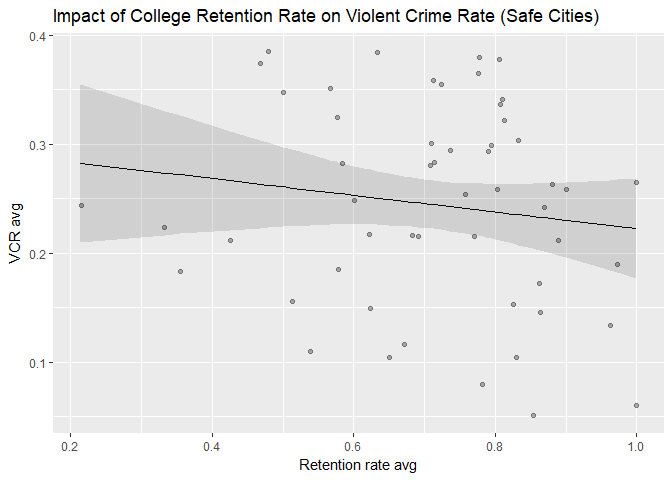 Impact of College Retention Rate on Violent Crime Rate (Safe Cities)
0.4
0.3
0.2
0.1
VCR avg
0.2 0.4 0.6 0.8 1.0
Retention rate avg